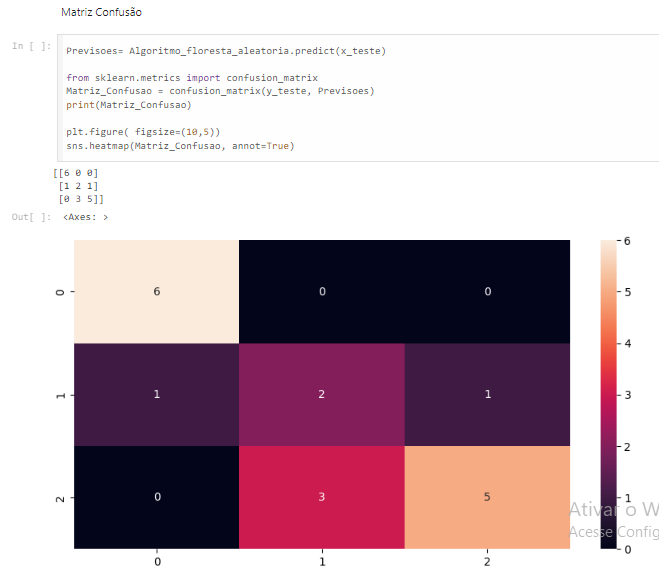 Matriz Confusão
In [ ]:
Previsoes= Algoritmo_floresta_aleatoria.predict(x_teste)
from sklearn.metrics import confusion_matrix
Matriz_Confusao = confusion_matrix(y_teste, Previsoes)
print(Matriz_Confusao)
plt.figure( figsize=(10,5))
sns.heatmap(Matriz_Confusao, annot=True)
[[6 0 0]
[1 2 1]
[0 3 5]]
Out[ ]: <Axes: >
6
0 6 0 0
5
4
1 1 2 1
3
2
2 0 3 5
1
Ativar o W
Acesse Config
0
0 1 2